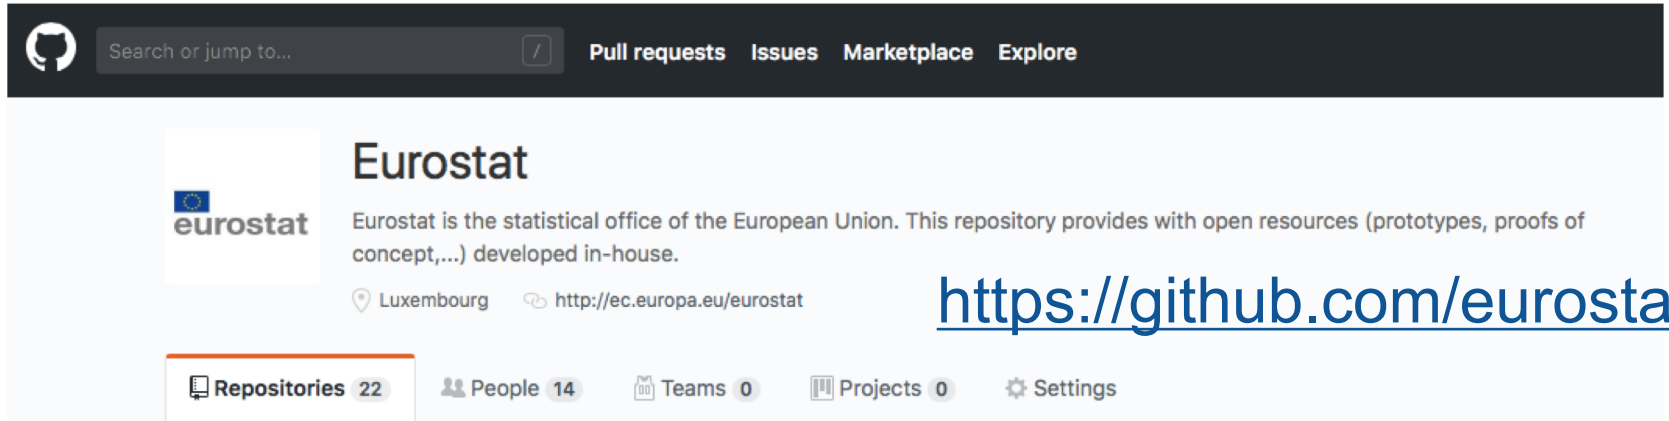 Search or jump to... / Pull requests Issues Marketplace Explore
Eurostat
eurostat
Eurostat is the statistical office of the European Union. This repository provides with open resources (prototypes, proofs of
concept,...) developed in-house.
Luxembourg http://ec.europa.eu/eurostat
https://github.com/eurosta
Repositories 22 People 14 Teams 0 Projects 0 Settings